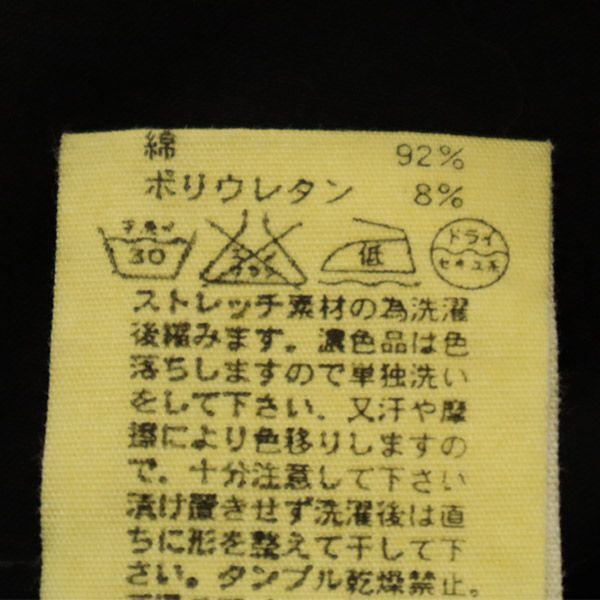 綿 92%
ポリウレタン 8%
手洗イ 30 エンソサラシ 低 ドライ セキユ系
ストレッチ素材の為洗濯
後縮みます。濃色品は色
落ちしますので単独洗い
をして下さい、又汗や摩
擦により色移りしますの
で、十分注意して下さい
漬け置きせず洗濯後は直
ちに形を整えて干して下
さい。タンブル乾燥禁止。